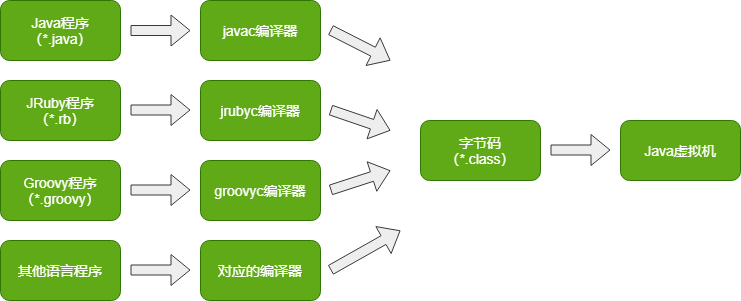 Java程序
（*.java）
javac编译器
JRuby程序
（*.rb）
jrubyc编译器
Groovy程序
（*.groovy）
groovyc编译器
其他语言程序
对应的编译器
字节码
（*.class）
Java虚拟机